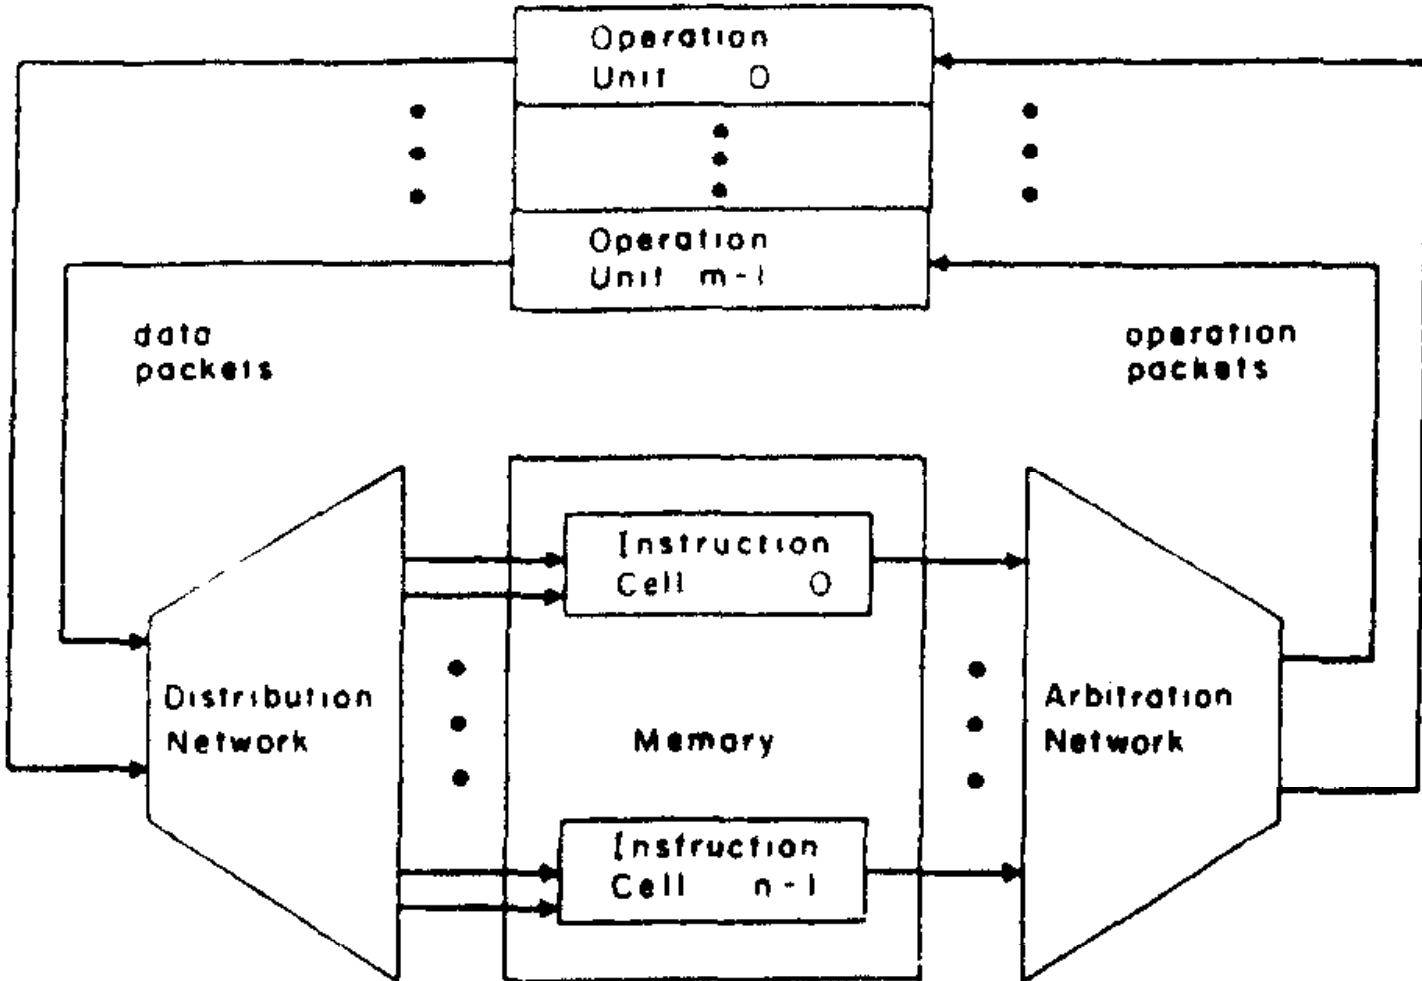 Operation
Unit 0
Operation
Unit m-1
data
packets
operation
packets
Instruction
Cell 0
Distribution
Network
Memory
Arbitration
Network
Instruction
Cell n-1